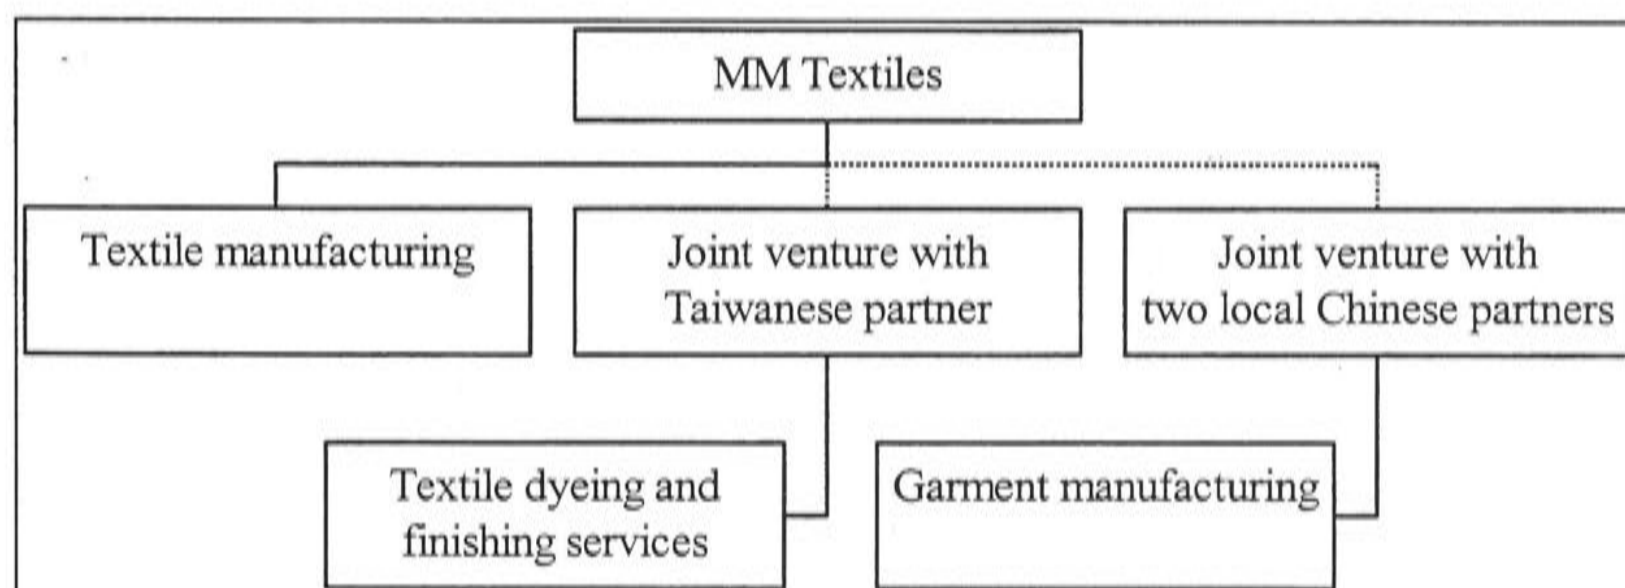 MM Textiles
Textile manufacturing
Joint venture with
Taiwanese partner
Joint venture with
two local Chinese partners
Textile dyeing and
finishing services
Garment manufacturing